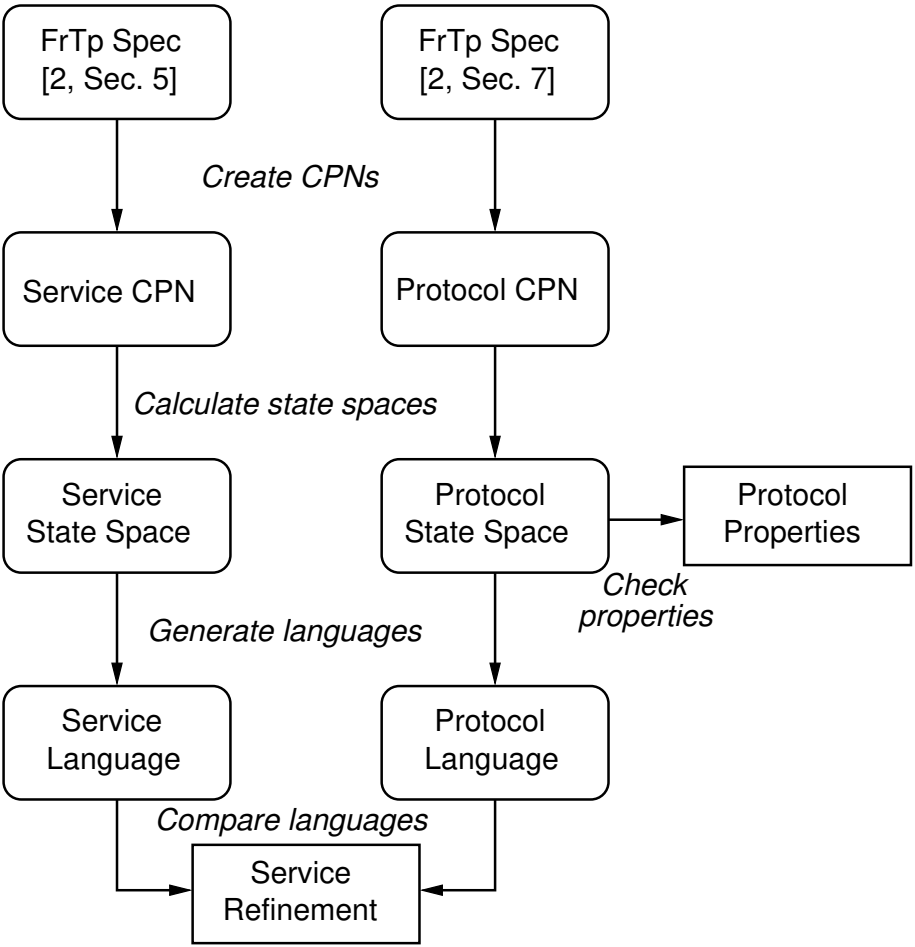 FrTp Spec
[2, Sec. 5]
FrTp Spec
[2, Sec. 7]
Create CPNs
Service CPN
Protocol CPN
Calculate state spaces
Service
State Space
Protocol
State Space
Protocol
Properties
Check
properties
Generate languages
Service
Language
Protocol
Language
Compare languages
Service
Refinement